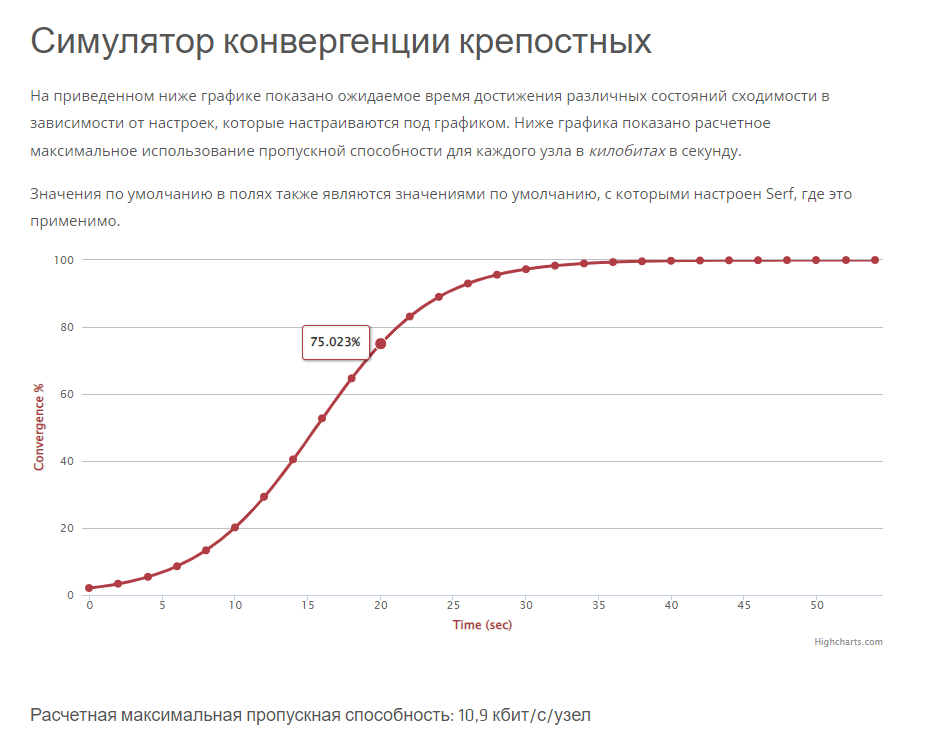 Симулятор конвергенции крепостных
На приведенном ниже графике показано ожидаемое время достижения различных состояний сходимости в
зависимости от настроек, которые настраиваются под графиком. Ниже графика показано расчетное
максимальное использование пропускной способности для каждого узла в килобитах в секунду.
Значения по умолчанию в полях также являются значениями по умолчанию, с которыми настроен Serf, где это
применимо.
100
80
75.023%
60
Convergence %
40
20
0
0 5 10 15 20 25 30 35 40 45 50
Time (sec)
Highcharts.com
Расчетная максимальная пропускная способность: 10,9 кбит/с/узел